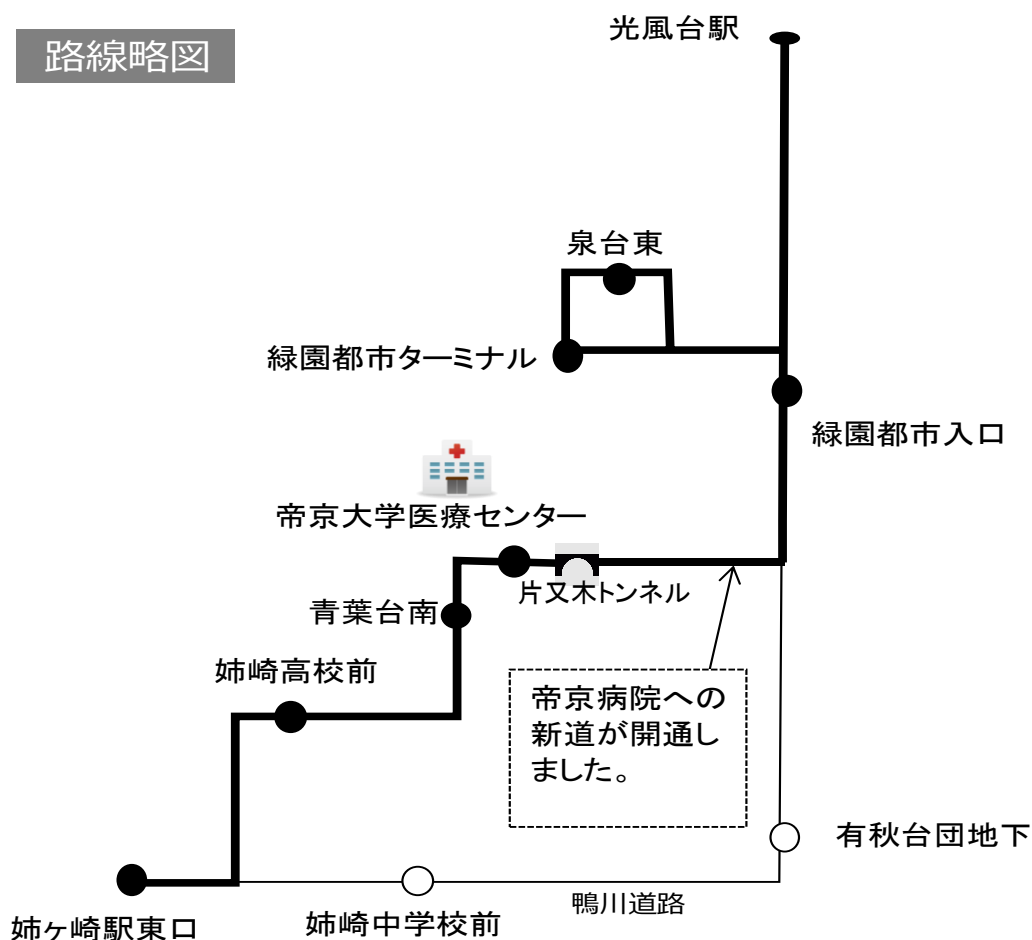 光風台駅
路線略図
泉台東
緑園都市ターミナル
緑園都市入口
帝京大学医療センター
片又木トンネル
青葉台南
姉崎高校前
帝京病院への
新道が開通し
ました。
有秋台団地下
鴨川道路
姉ヶ崎駅東口
姉崎中学校前